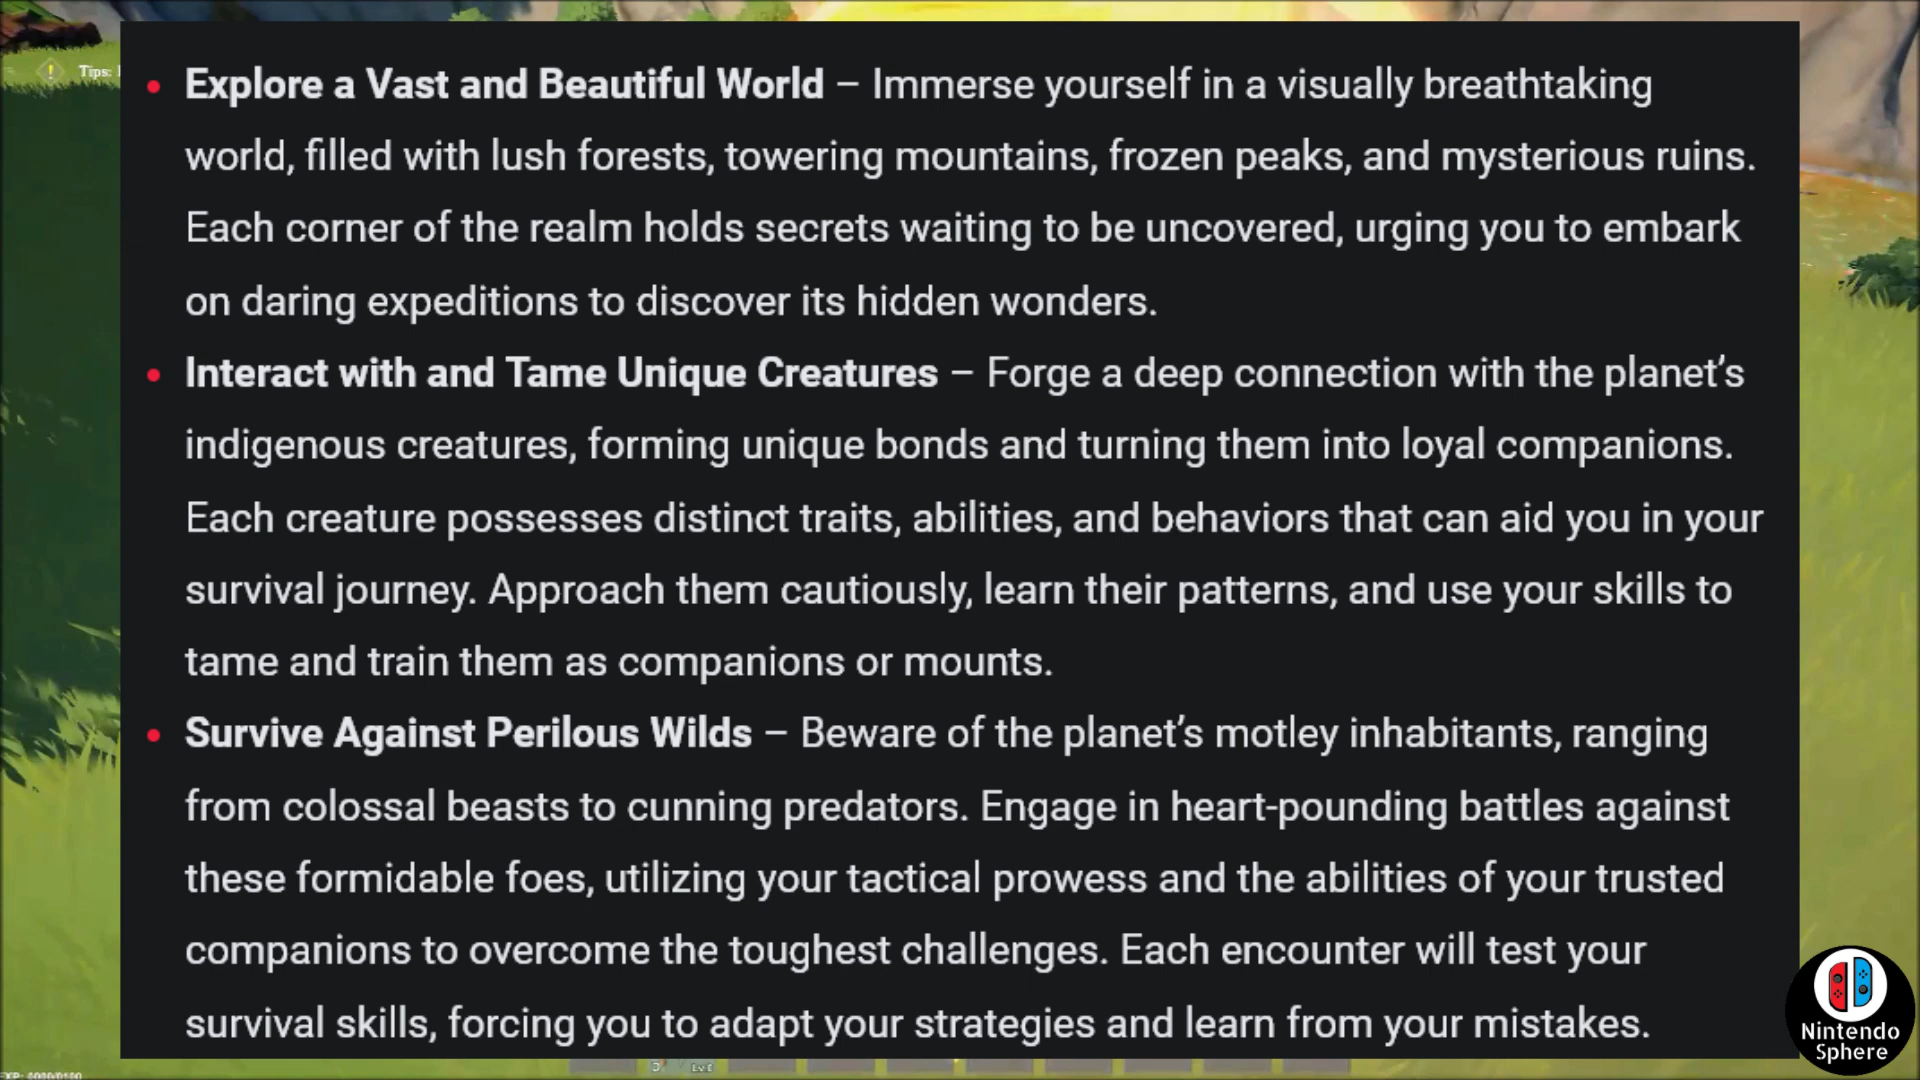 Tips:
• Explore a Vast and Beautiful World – Immerse yourself in a visually breathtaking
world, filled with lush forests, towering mountains, frozen peaks, and mysterious ruins.
Each corner of the realm holds secrets waiting to be uncovered, urging you to embark
on daring expeditions to discover its hidden wonders.
• Interact with and Tame Unique Creatures – Forge a deep connection with the planet’s
indigenous creatures, forming unique bonds and turning them into loyal companions.
Each creature possesses distinct traits, abilities, and behaviors that can aid you in your
survival journey. Approach them cautiously, learn their patterns, and use your skills to
tame and train them as companions or mounts.
• Survive Against Perilous Wilds – Beware of the planet’s motley inhabitants, ranging
from colossal beasts to cunning predators. Engage in heart-pounding battles against
these formidable foes, utilizing your tactical prowess and the abilities of your trusted
companions to overcome the toughest challenges. Each encounter will test your
survival skills, forcing you to adapt your strategies and learn from your mistakes.
Nintendo
Sphere